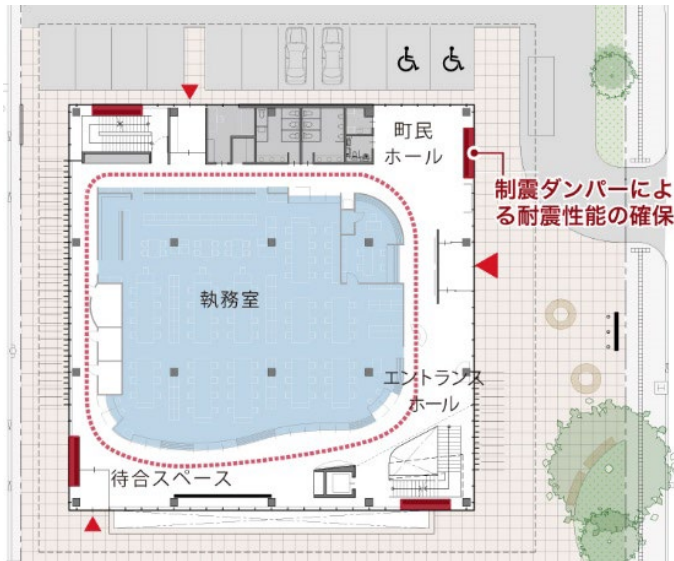 町民
ホール
制震ダンパーによ
る耐震性能の確保
執務室
エントランス
ホール
待合スペース